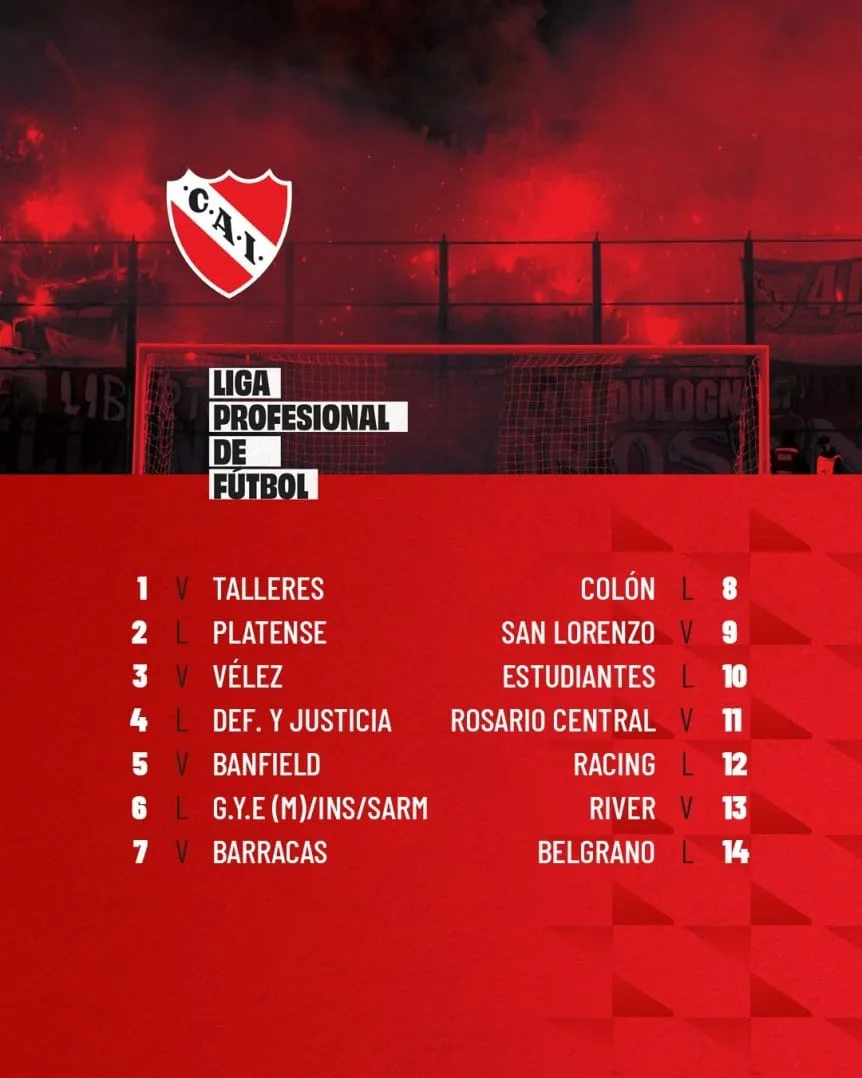 ·C·A·I·
LIGA
PROFESIONAL
DE
FÚTBOL
1 V TALLERES
2 L PLATENSE
3 V VÉLEZ
4 L DEF. Y JUSTICIA
5 V BANFIELD
6 L G.Y.E (M)/INS/SARM
7 V BARRACAS
COLÓN L 8
SAN LORENZO V 9
ESTUDIANTES L 10
ROSARIO CENTRAL V 11
RACING L 12
RIVER V 13
BELGRANO L 14